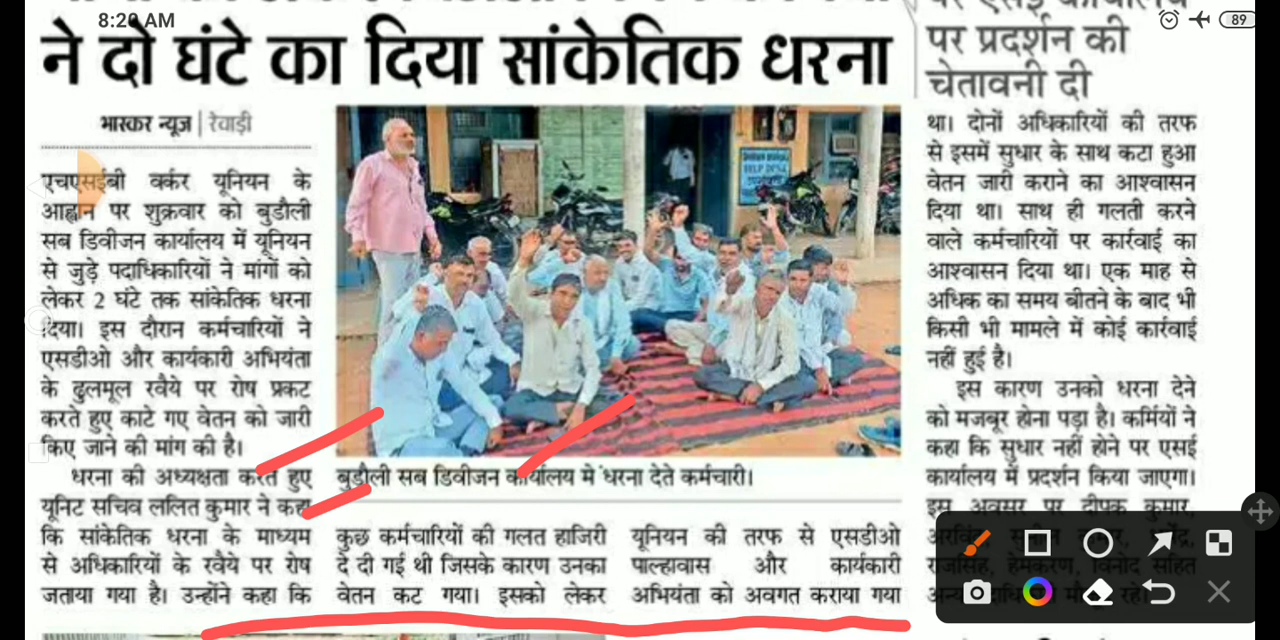 8:20 AM
89
ने दो घंटे का दिया सांकेतिक धरना
भास्कर न्यूज | रेवाड़ी
एचएसईबी वर्कर यूनियन के
आह्वान पर शुक्रवार को बुडौली
सब डिवीजन कार्यालय में यूनियन
से जुड़े पदाधिकारियों ने मांगों को
लेकर 2 घंटे तक सांकेतिक धरना
दिया। इस दौरान कर्मचारियों ने
एसडीओ और कार्यकारी अभियंता
के ढुलमूल रवैये पर रोष प्रकट
करते हुए काटे गए वेतन को जारी
किए जाने की मांग की है।
धरना की अध्यक्षता करते हुए
यूनिट सचिव ललित कुमार ने कहा
कि सांकेतिक धरना के माध्यम
से अधिकारियों के रवैये पर रोष
जताया गया है। उन्होंने कहा कि
बुडौली सब डिवीजन कार्यालय में धरना देते कर्मचारी।
कुछ कर्मचारियों की गलत हाजिरी
दे दी गई थी जिसके कारण उनका
वेतन कट गया। इसको लेकर
यूनियन की तरफ से एसडीओ
पाल्हावास और कार्यकारी
अभियंता को अवगत कराया गया
पर एसई कार्यालय
पर प्रदर्शन की
चेतावनी दी
था। दोनों अधिकारियों की तरफ
से इसमें सुधार के साथ कटा हुआ
वेतन जारी कराने का आश्वासन
दिया था। साथ ही गलती करने
वाले कर्मचारियों पर कार्रवाई का
आश्वासन दिया था। एक माह से
अधिक का समय बीतने के बाद भी
किसी भी मामले में कोई कार्रवाई
नहीं हुई है।
इस कारण उनको धरना देने
को मजबूर होना पड़ा है। कर्मियों ने
कहा कि सुधार नहीं होने पर एसई
कार्यालय में प्रदर्शन किया जाएगा।
इस अवसर पर दीपक कुमार,
राजसिंह, हेमकरण, विनोद सहित